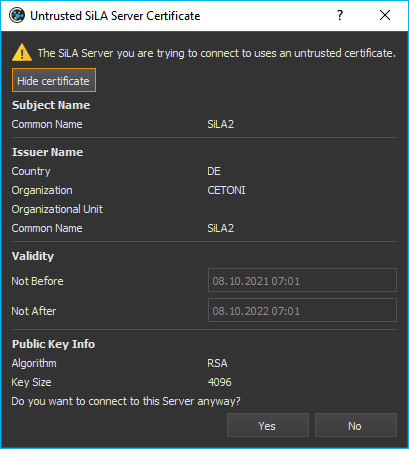 Untrusted SiLA Server Certificate
The SiLA Server you are trying to connect to uses an untrusted certificate.
Hide certificate
Subject Name
Common Name SiLA2
Issuer Name
Country DE
Organization CETONI
Organizational Unit
Common Name SiLA2
Validity
Not Before 08.10.2021 07:01
Not After 08.10.2022 07:01
Public Key Info
Algorithm RSA
Key Size 4096
Do you want to connect to this Server anyway?
Yes No